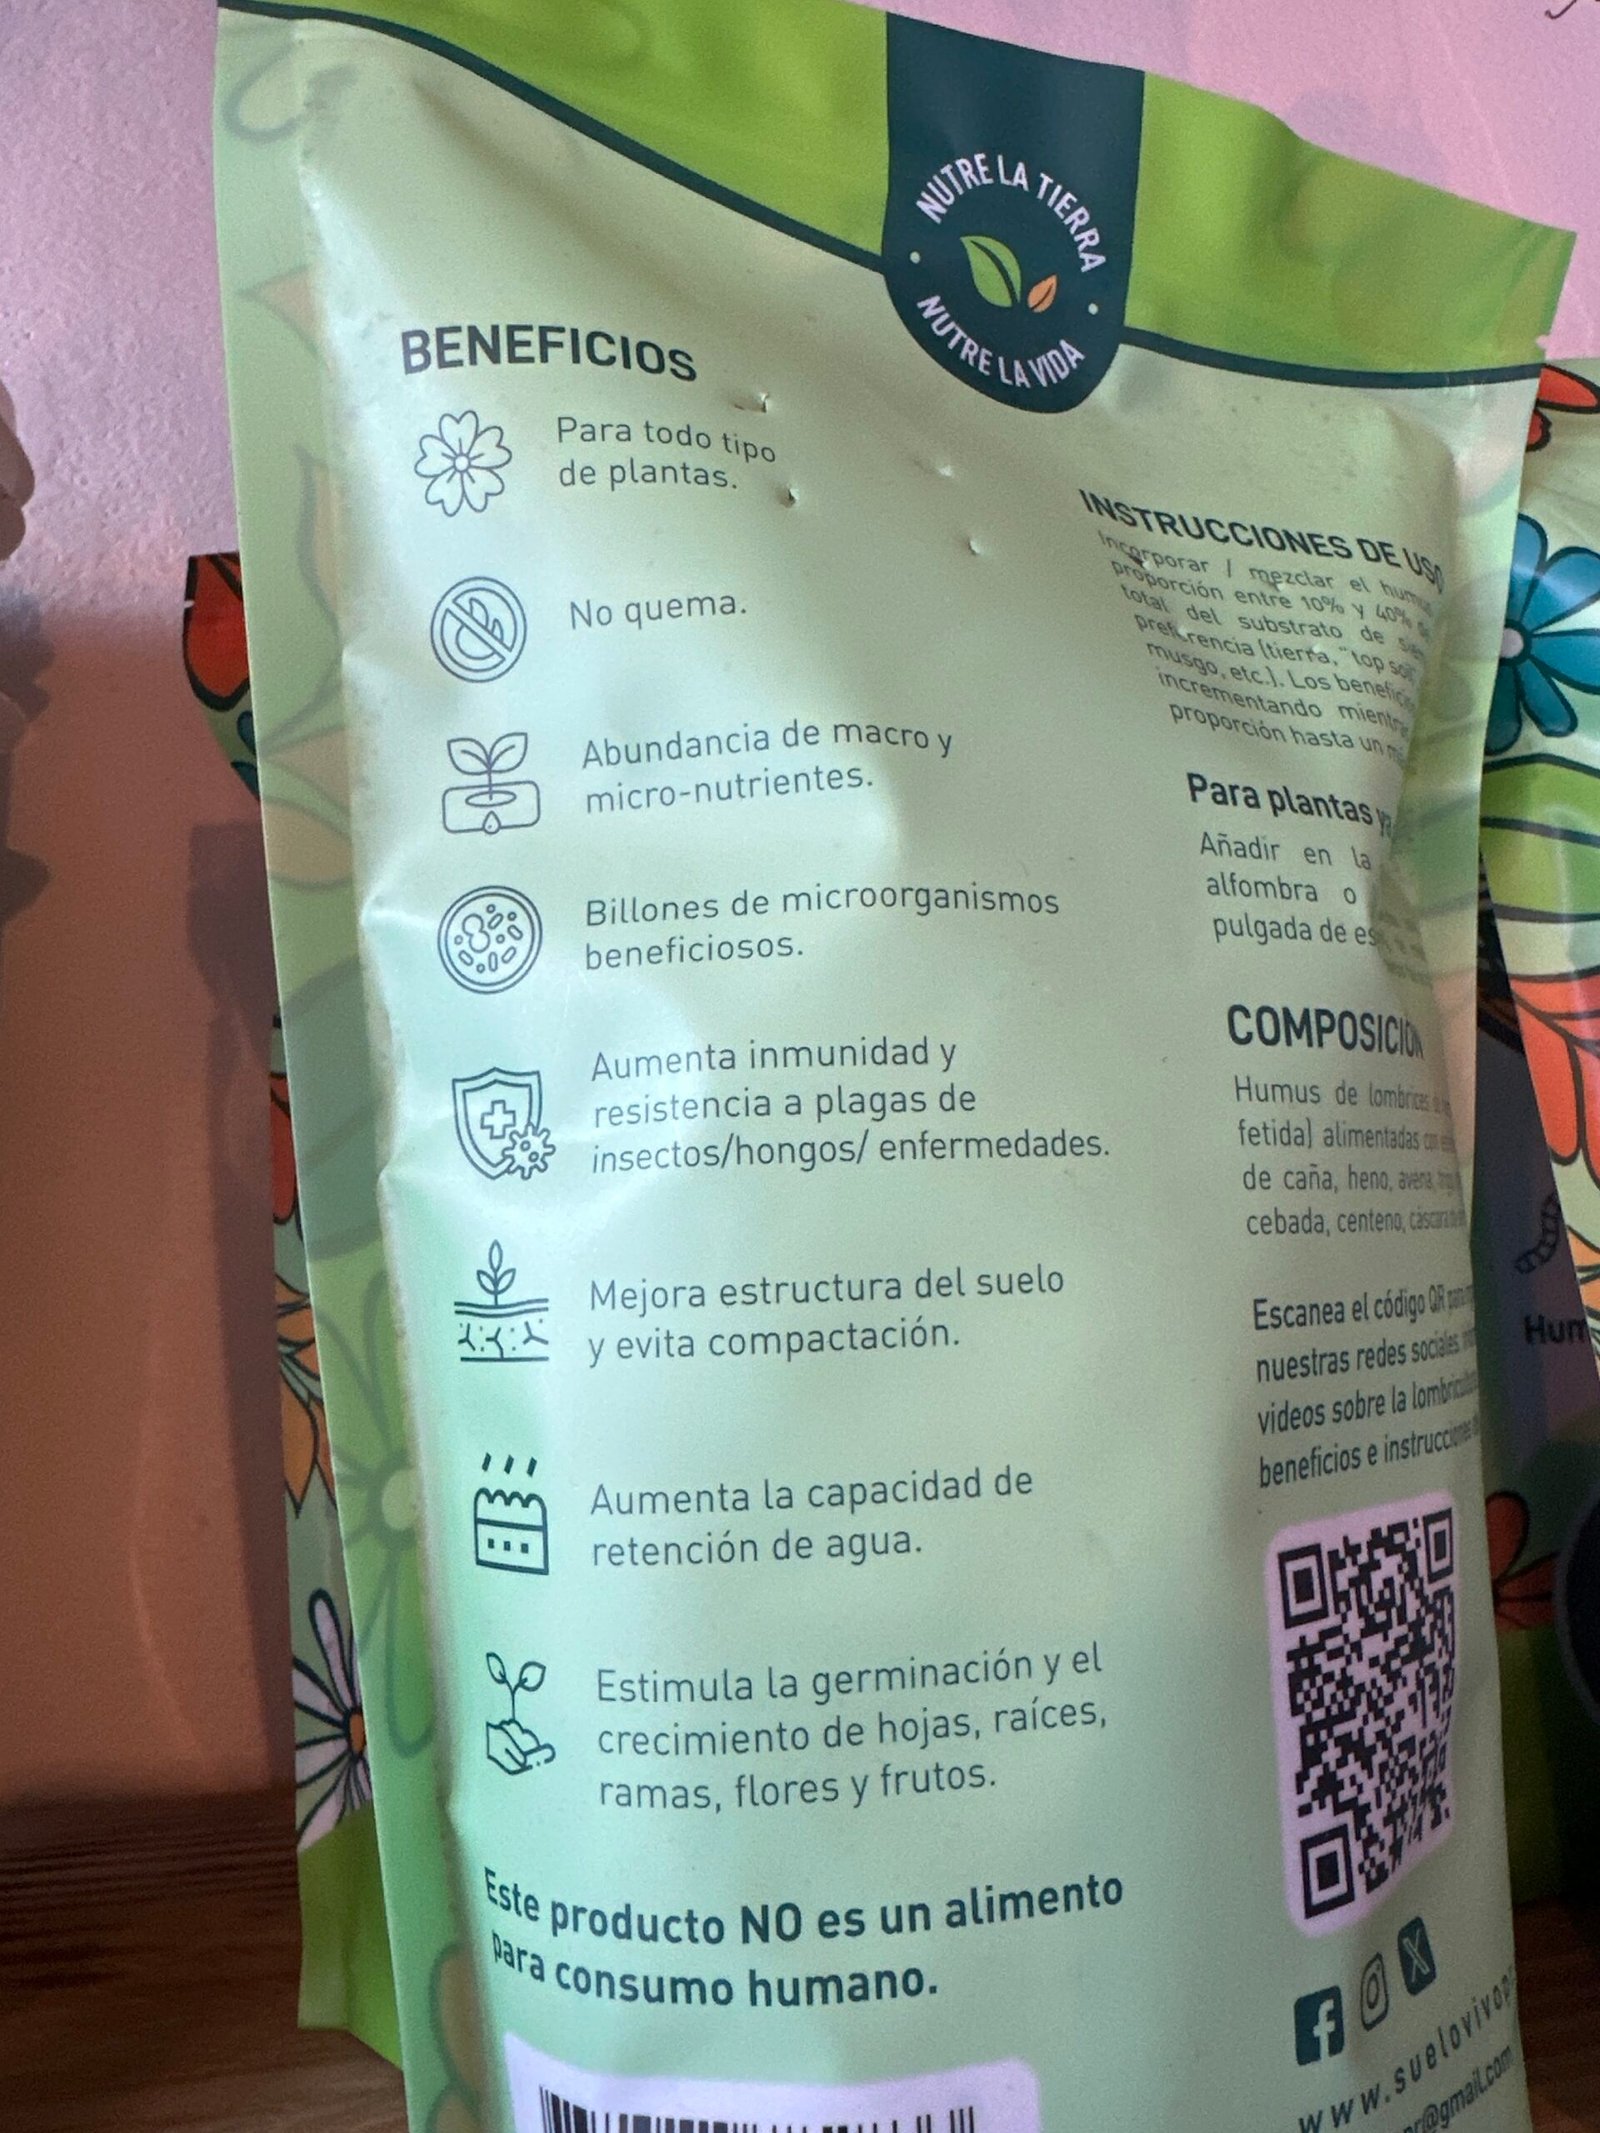 NUTRE LA TIERRA
NUTRE LA VIDA
BENEFICIOS
Para todo tipo
de plantas.
No quema.
Abundancia de macro y
micro-nutrientes.
Billones de microorganismos
beneficiosos.
Aumenta inmunidad y
resistencia a plagas de
insectos/hongos/ enfermedades.
Mejora estructura del suelo
y evita compactación.
Aumenta la capacidad de
retención de agua.
Estimula la germinación y el
crecimiento de hojas, raíces,
ramas, flores y frutos.
Este producto NO es un alimento
para consumo humano.
INSTRUCCIONES DE USO
Incorporar / mezclar el humus
proporción entre 10% y 40%
total del substrato de
preferencia (tierra, "top soil
musgo, etc.). Los
incrementando
proporción hasta un
Para plantas
Añadir en la
alfombra o
pulgada de
COMPOSICIÓN
Humus de lombrices
fetida) alimentadas
de caña, heno, avena,
cebada, centeno,
Escanea el código QR
nuestras redes sociales
videos sobre la
beneficios e
www.suelovivo
@gmail.com
Hum